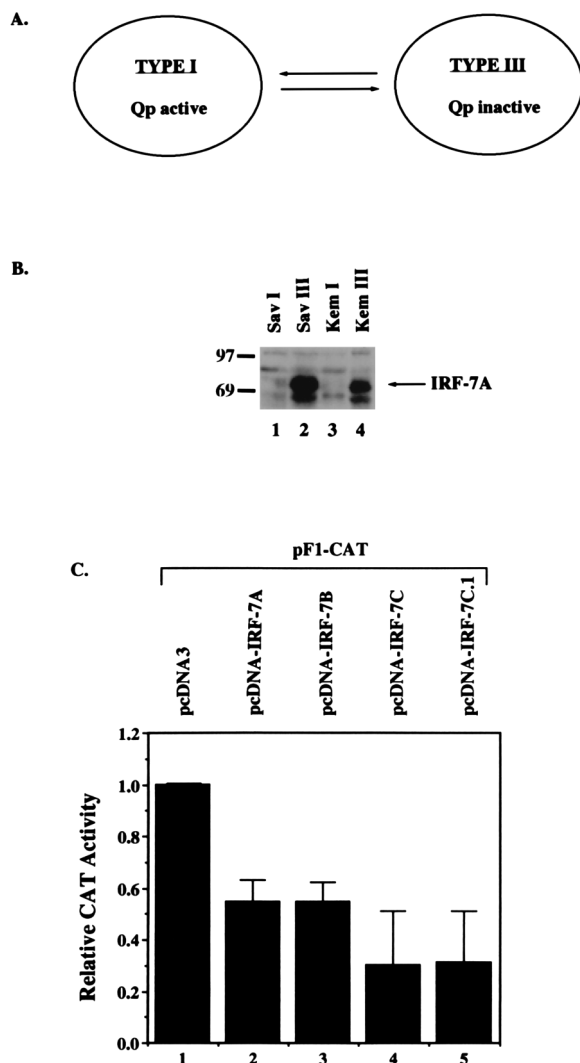 A.
TYPE I
Qp active
TYPE III
Qp inactive
B.
Sav I
Sav III
Kem I
Kem III
97
69
IRF-7A
1 2 3 4
pF1-CAT
C.
pcDNA3
pcDNA-IRF-7A
pcDNA-IRF-7B
pcDNA-IRF-7C
pcDNA-IRF-7C.1
Relative CAT Activity
1.2
1.0
0.8
0.6
0.4
0.2
0.0
1 2 3 4 5